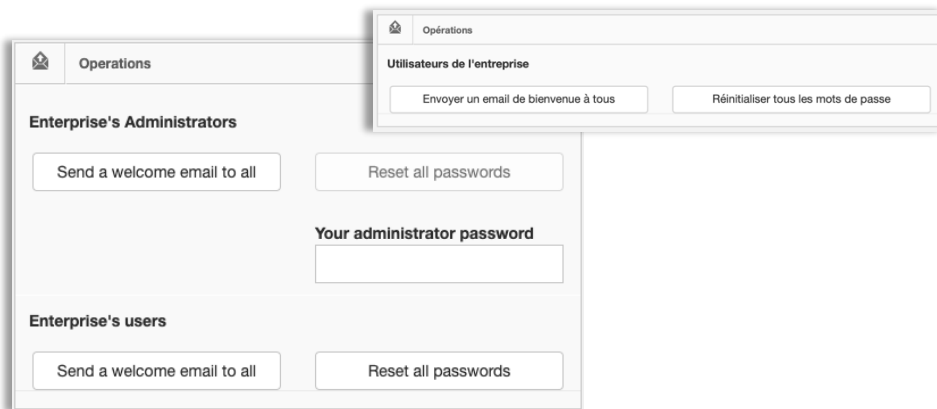 Opérations
Utilisateurs de l'entreprise
Envoyer un email de bienvenue à tous
Réinitialiser tous les mots de passe
Operations
Enterprise's Administrators
Send a welcome email to all
Reset all passwords
Your administrator password
Enterprise's users
Send a welcome email to all
Reset all passwords